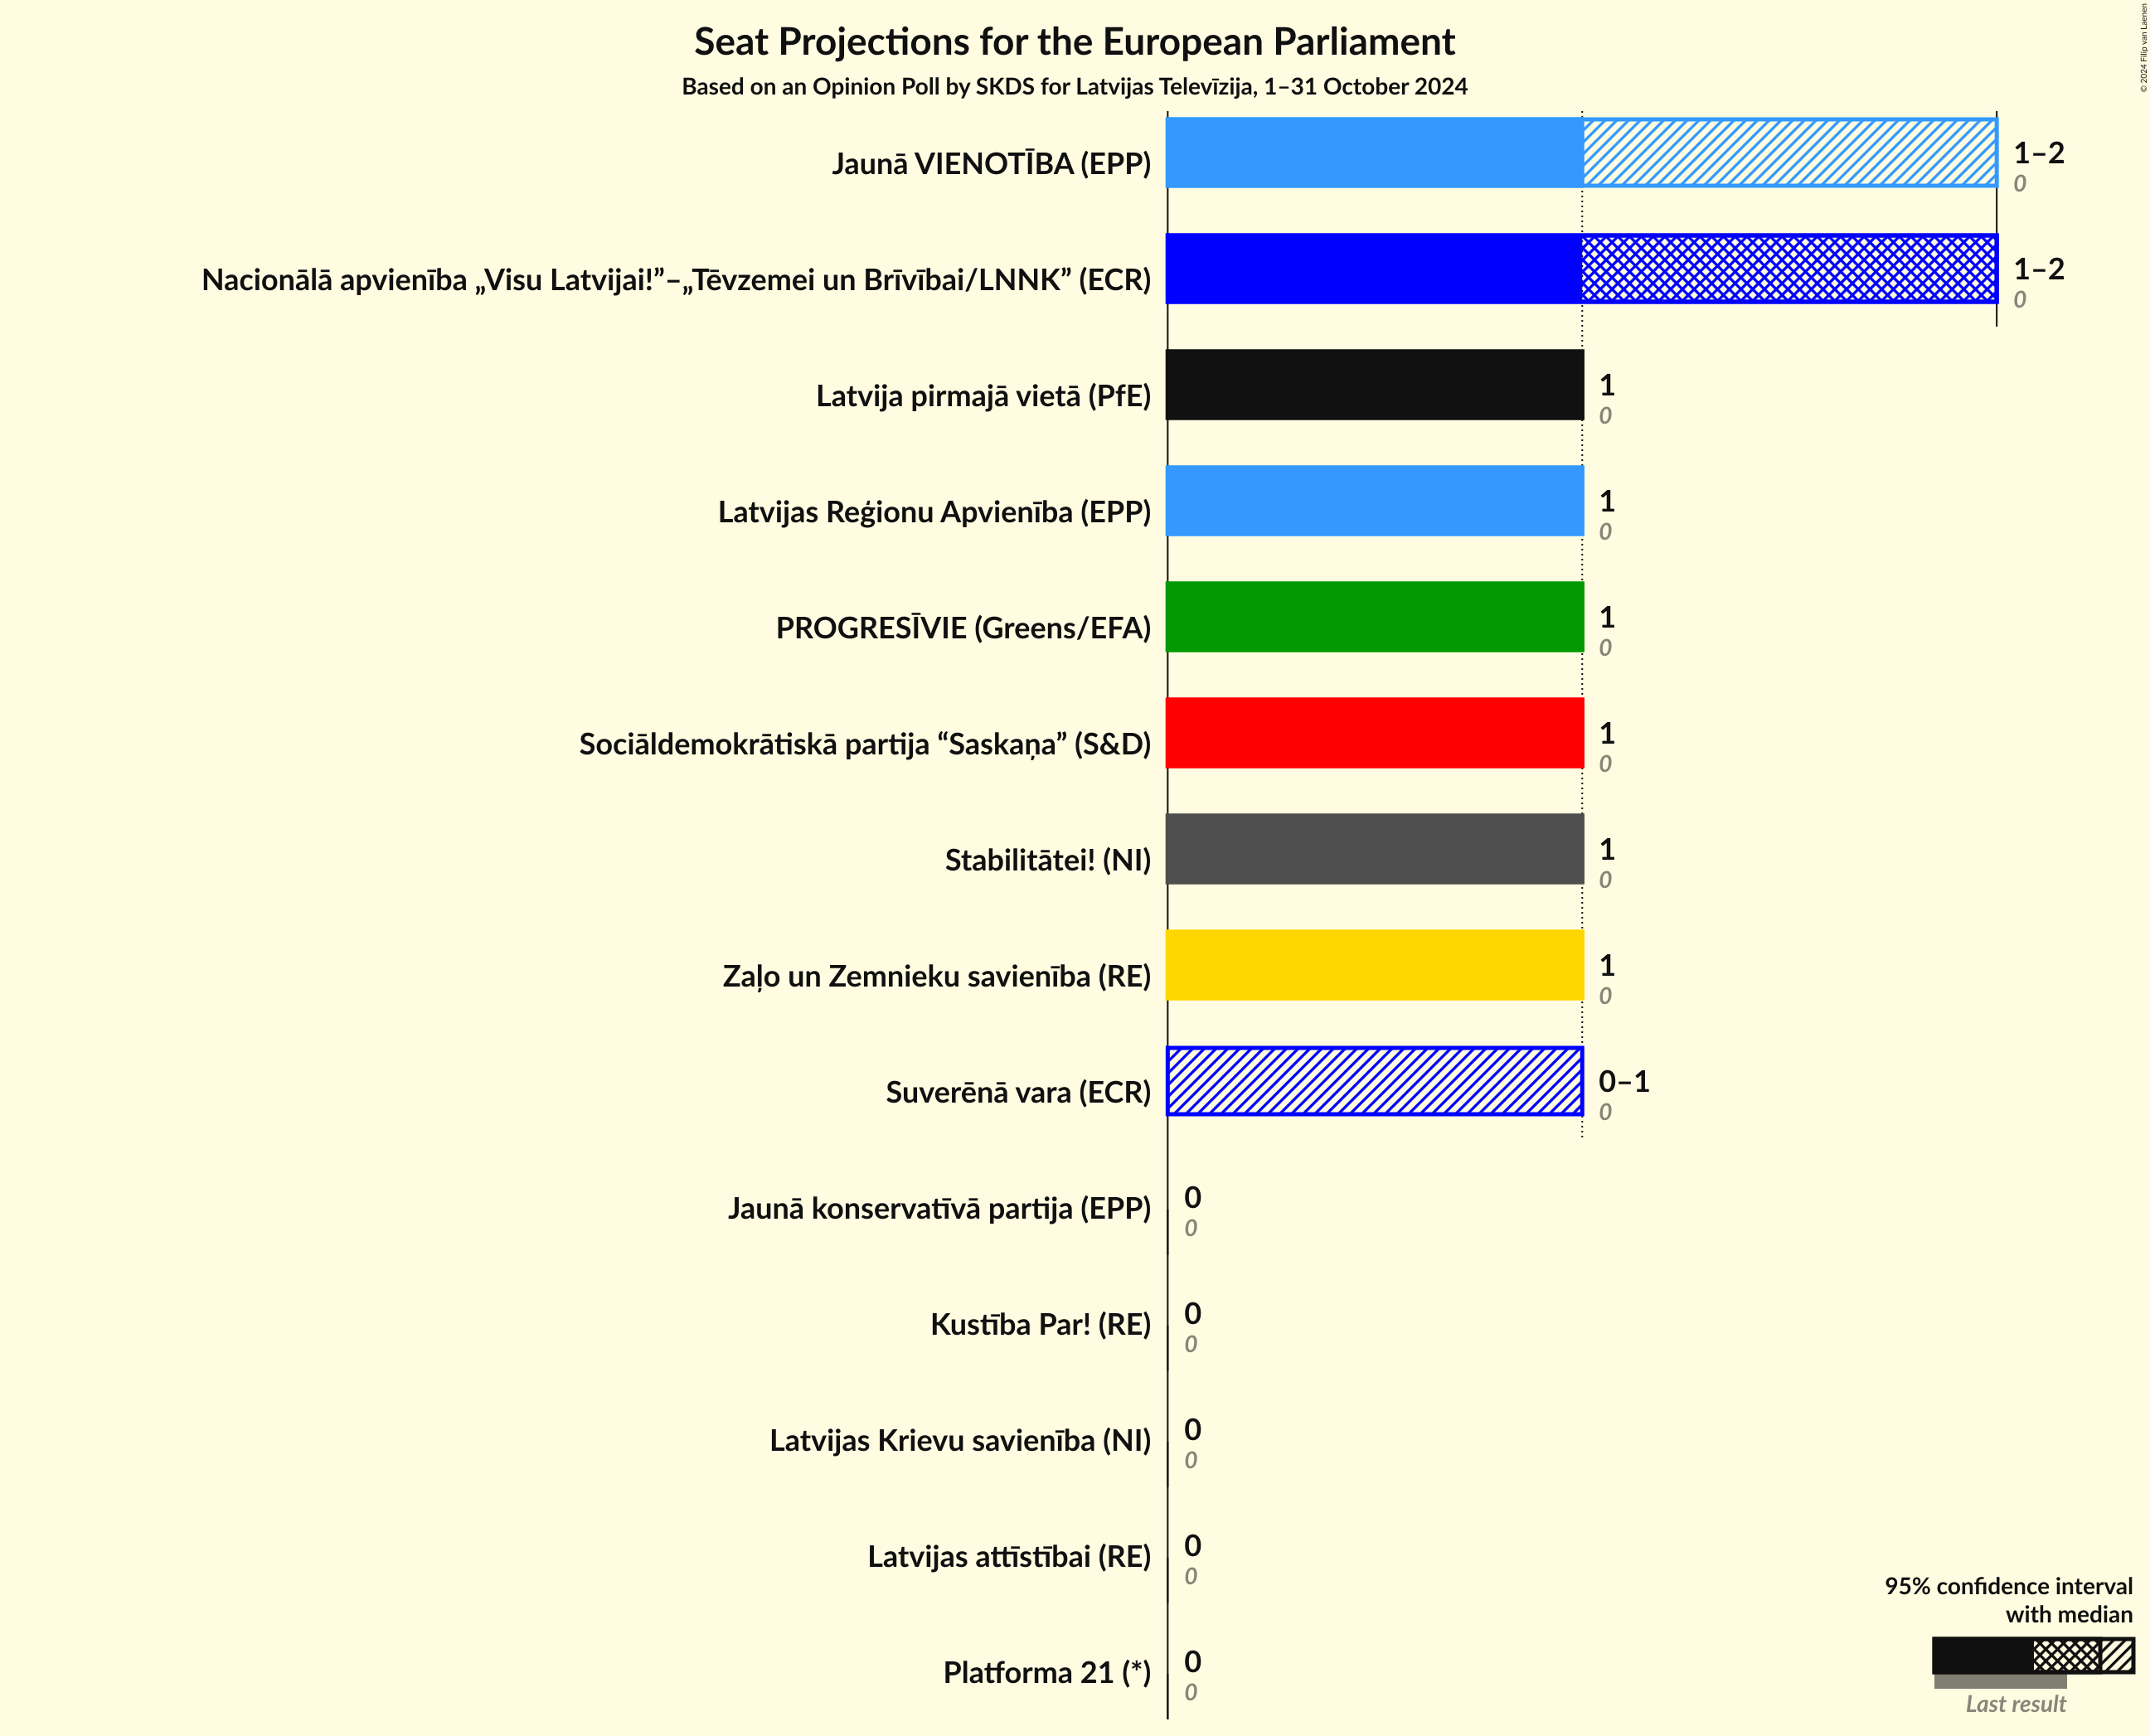 Seat Projections for the European Parliament
Based on an Opinion Poll by SKDS for Latvijas Televīzija, 1–31 October 2024
© 2024 Filip van Laenen
Jaunā VIENOTĪBA (EPP)
1–2
0
Nacionālā apvienība „Visu Latvijai!”–„Tēvzemei un Brīvībai/LNNK” (ECR)
1–2
0
Latvija pirmajā vietā (PfE)
1
0
Latvijas Reģionu Apvienība (EPP)
1
0
PROGRESĪVIE (Greens/EFA)
1
0
Sociāldemokrātiskā partija “Saskaņa” (S&D)
1
0
Stabilitātei! (NI)
1
0
Zaļo un Zemnieku savienība (RE)
1
0
Suverēnā vara (ECR)
0–1
0
Jaunā konservatīvā partija (EPP)
0
0
Kustība Par! (RE)
0
0
Latvijas Krievu savienība (NI)
0
0
Latvijas attīstībai (RE)
0
0
Platforma 21 (*)
0
0
95% confidence interval
with median
Last result